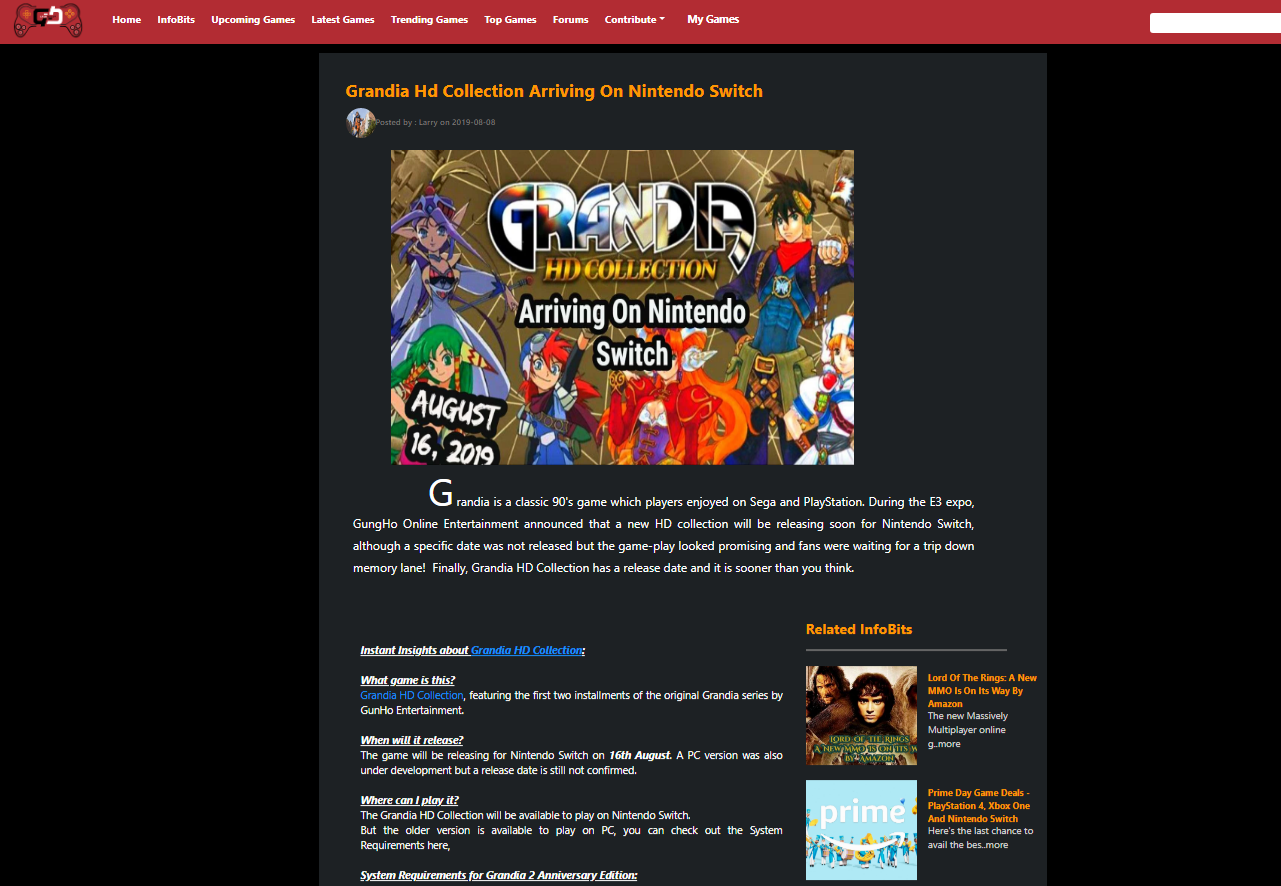 Home InfoBits Upcoming Games Latest Games Trending Games Top Games Forums Contribute My Games
Grandia Hd Collection Arriving On Nintendo Switch
Posted by : Larry on 2019-08-08
GRANDIA
HD COLLECTION
Arriving On Nintendo
Switch
AUGUST
16, 2019
Grandia is a classic 90's game which players enjoyed on Sega and PlayStation. During the E3 expo,
GungHo Online Entertainment announced that a new HD collection will be releasing soon for Nintendo Switch,
although a specific date was not released but the game-play looked promising and fans were waiting for a trip down
memory lane!  Finally, Grandia HD Collection has a release date and it is sooner than you think.
Instant Insights about Grandia HD Collection:
What game is this?
Grandia HD Collection, featuring the first two installments of the original Grandia series by
GunHo Entertainment.
When will it release?
The game will be releasing for Nintendo Switch on 16th August. A PC version was also
under development but a release date is still not confirmed.
Where can I play it?
The Grandia HD Collection will be available to play on Nintendo Switch.
But the older version is available to play on PC, you can check out the System
Requirements here,
System Requirements for Grandia 2 Anniversary Edition:
Related InfoBits
LORD OF THE RINGS
A NEW MMO IS ON ITS W
BY AMAZON
Lord Of The Rings: A New
MMO Is On Its Way By
Amazon
The new Massively
Multiplayer online
g..more
prime
Prime Day Game Deals -
PlayStation 4, Xbox One
And Nintendo Switch
Here's the last chance to
avail the bes..more